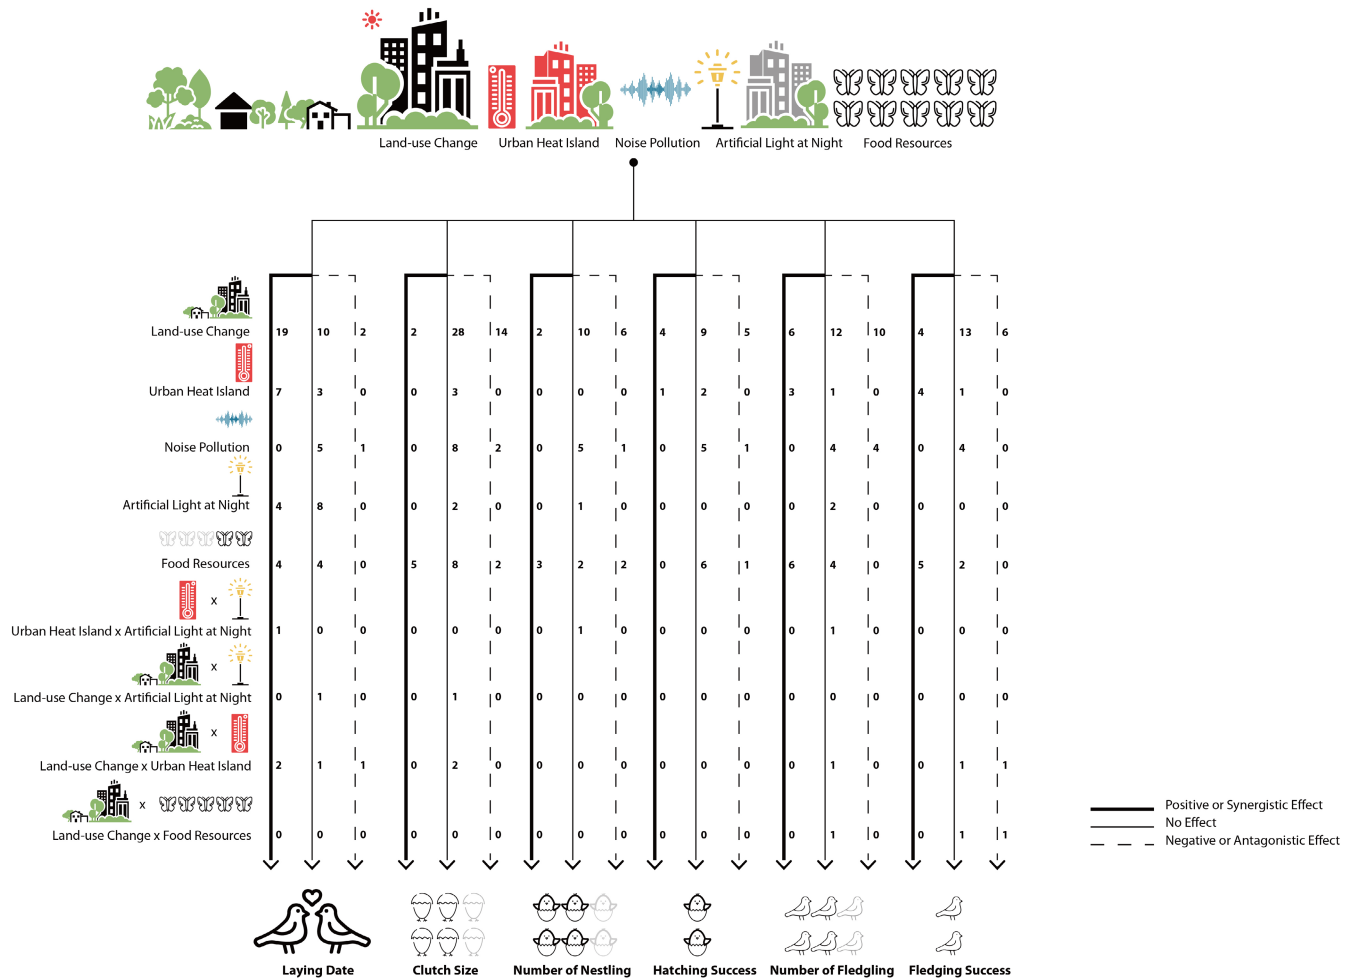 Land-use Change Urban Heat Island Noise Pollution Artificial Light at Night Food Resources
Land-use Change 19 10 2 2 28 14 2 10 6 4 9 5 6 12 10 4 13 6
Urban Heat Island 7 3 0 0 3 0 0 0 0 1 2 0 3 1 0 4 1 0
Noise Pollution 0 5 1 0 8 2 0 5 1 0 5 1 0 4 4 0 4 0
Artificial Light at Night 4 8 0 0 2 0 0 1 0 0 0 0 0 2 0 0 0 0
Food Resources 4 4 0 5 8 2 3 2 2 0 6 1 6 4 0 5 2 0
x
Urban Heat Island x Artificial Light at Night 1 0 0 0 0 0 0 1 0 0 0 0 0 1 0 0 0 0
x
Land-use Change x Artificial Light at Night 0 1 0 0 1 0 0 0 0 0 0 0 0 0 0 0 0 0
x
Land-use Change x Urban Heat Island 2 1 1 0 2 0 0 0 0 0 0 0 0 1 0 0 1 1
x
Land-use Change x Food Resources 0 0 0 0 0 0 0 0 0 0 0 0 0 1 0 0 1 1
Positive or Synergistic Effect
No Effect
Negative or Antagonistic Effect
Laying Date Clutch Size Number of Nestling Hatching Success Number of Fledgling Fledging Success